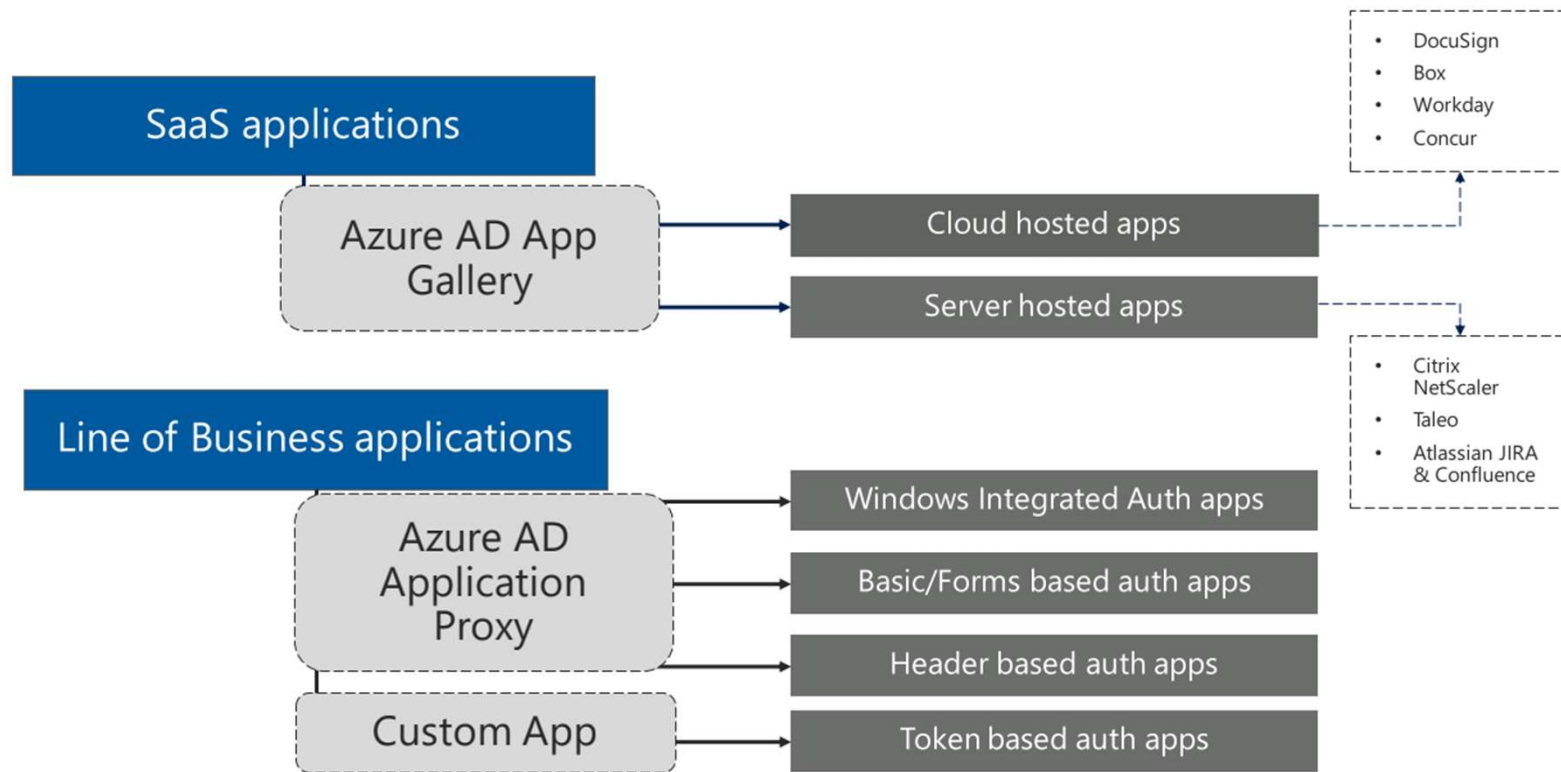 SaaS applications
Azure AD App
Gallery
Cloud hosted apps
Server hosted apps
• DocuSign
• Box
• Workday
• Concur
• Citrix
NetScaler
• Taleo
• Atlassian JIRA
& Confluence
Line of Business applications
Azure AD
Application
Proxy
Windows Integrated Auth apps
Basic/Forms based auth apps
Header based auth apps
Custom App
Token based auth apps